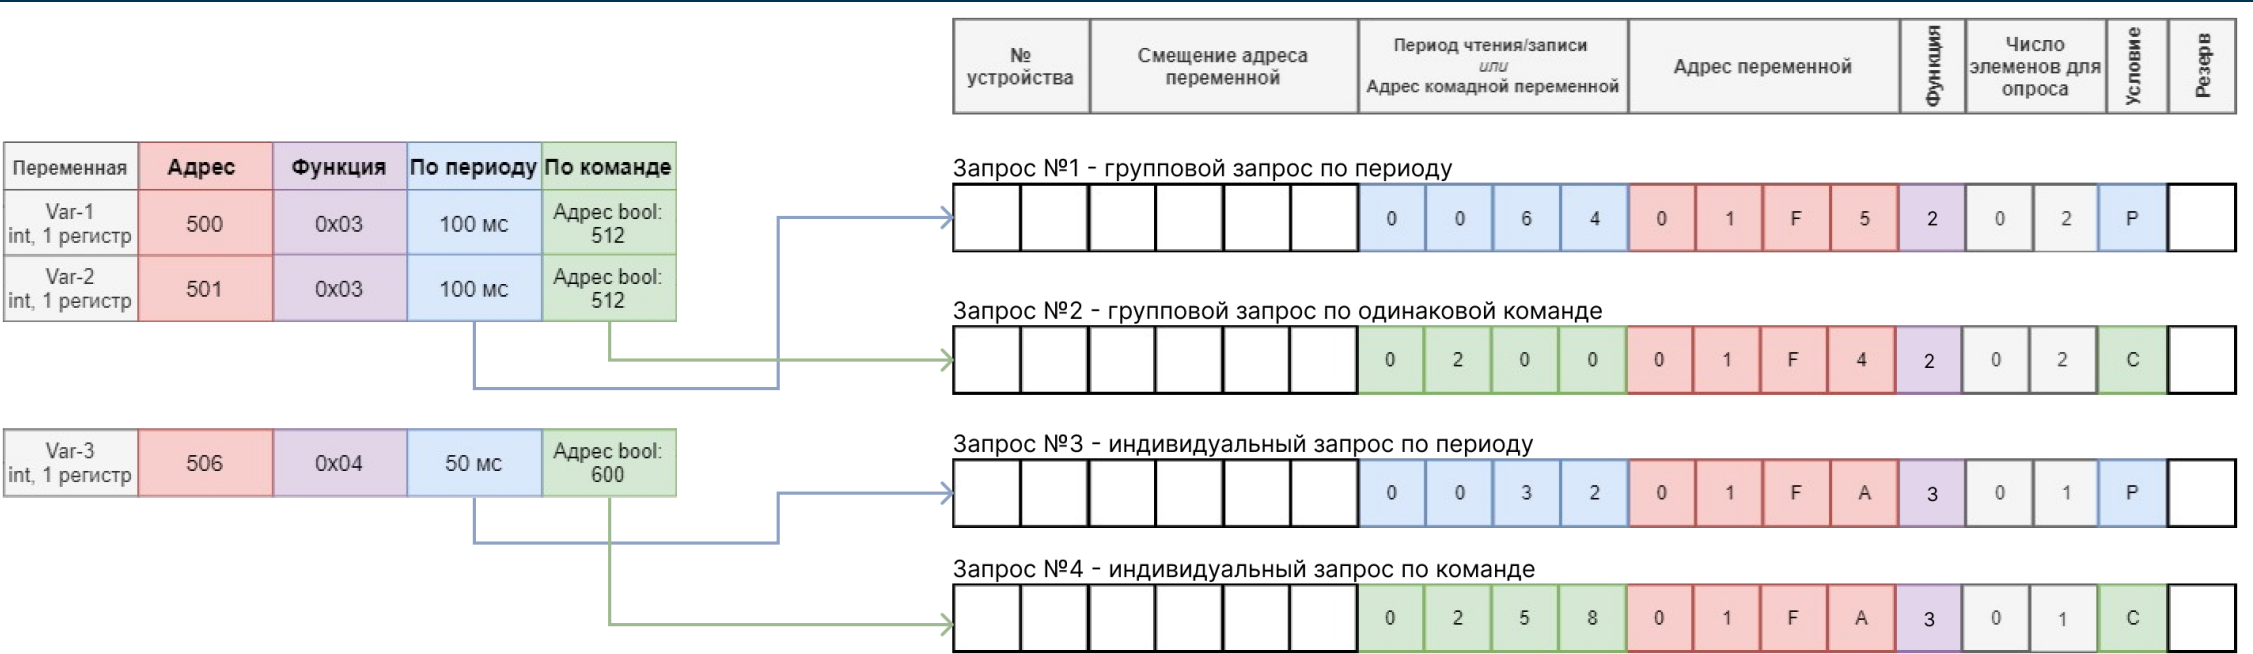 №
устройства
Смещение адреса
переменной
Период чтения/записи
или
Адрес комадной переменной
Адрес переменной
Функция
Число
элеменов для
опроса
Условие
Резерв
Переменная Адрес Функция По периоду По команде
Var-1
int, 1 регистр
500
0x03
100 мс
Адрес bool:
512
Var-2
int, 1 регистр
501
0x03
100 мс
Адрес bool:
512
Запрос №1 - групповой запрос по периоду
0 0 6 4 0 1 F 5 2 0 2 P
Запрос №2 - групповой запрос по одинаковой команде
0 2 0 0 0 1 F 4 2 0 2 C
Var-3
int, 1 регистр
506
0x04
50 мс
Адрес bool:
600
Запрос №3 - индивидуальный запрос по периоду
0 0 3 2 0 1 F A 3 0 1 P
Запрос №4 - индивидуальный запрос по команде
0 2 5 8 0 1 F A 3 0 1 C